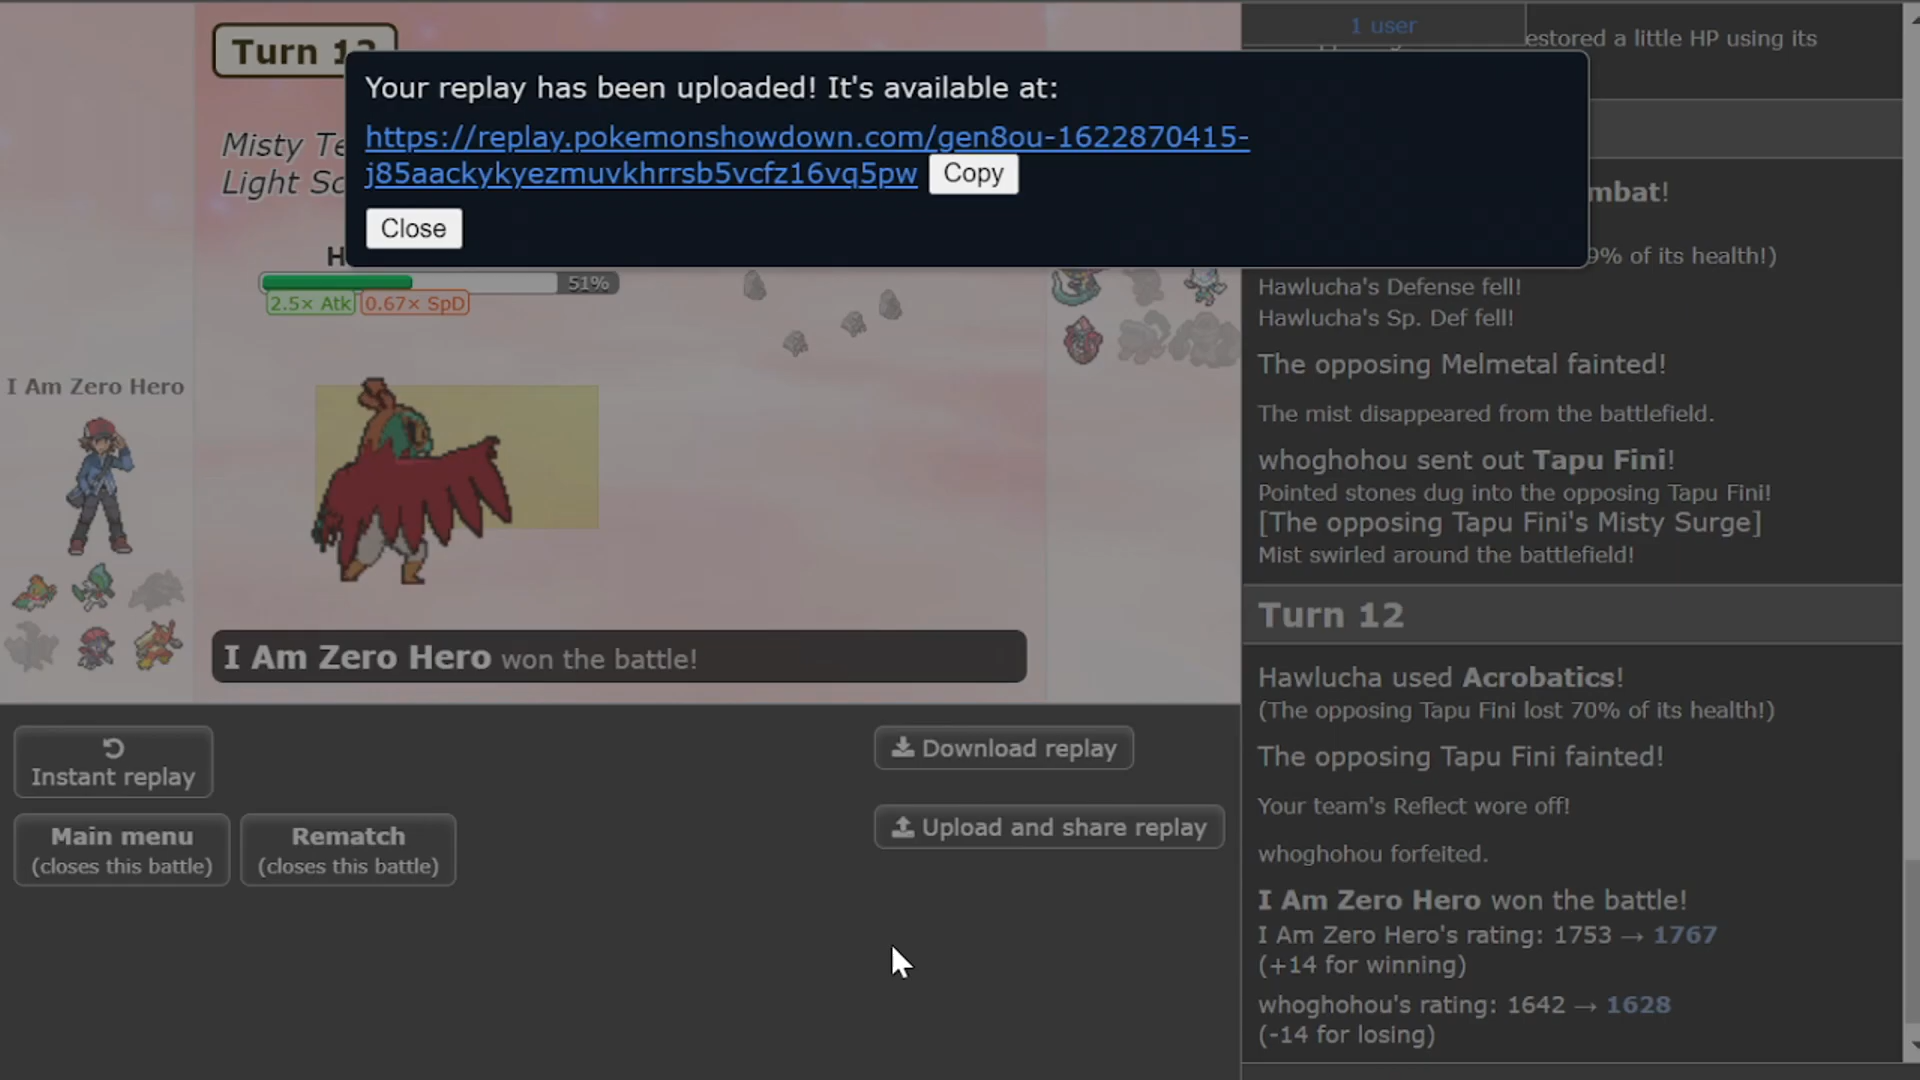 Turn 12
Your replay has been uploaded! It's available at:
https://replay.pokemonshowdown.com/gen8ou-1622870415-
j85aackykyezmuvkhrrsb5vcfz16vq5pw Copy
Close
Misty Te
Light Sc
H
51%
2.5× Atk 0.67× SpD
I Am Zero Hero
I Am Zero Hero won the battle!
Instant replay
Main menu
(closes this battle)
Rematch
(closes this battle)
Download replay
Upload and share replay
1 user
estored a little HP using its
mbat!
9% of its health!)
Hawlucha's Defense fell!
Hawlucha's Sp. Def fell!
The opposing Melmetal fainted!
The mist disappeared from the battlefield.
whoghohou sent out Tapu Fini!
Pointed stones dug into the opposing Tapu Fini!
[The opposing Tapu Fini's Misty Surge]
Mist swirled around the battlefield!
Turn 12
Hawlucha used Acrobatics!
(The opposing Tapu Fini lost 70% of its health!)
The opposing Tapu Fini fainted!
Your team's Reflect wore off!
whoghohou forfeited.
I Am Zero Hero won the battle!
I Am Zero Hero's rating: 1753 → 1767
(+14 for winning)
whoghohou's rating: 1642 → 1628
(-14 for losing)